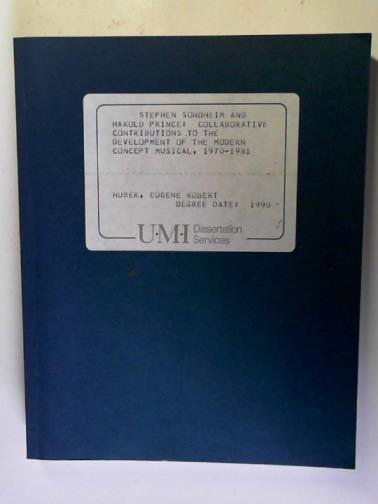 STEPHEN SONDHEIM AND
HAROLD PRINCE: COLLABORATIVE
CONTRIBUTIONS TO THE
DEVELOPMENT OF THE MODERN
CONCEPT MUSICAL, 1970-1981
HUBER, EUGENE ROBERT
DEGREE DATE: 1990
U·M·I Dissertation
Services